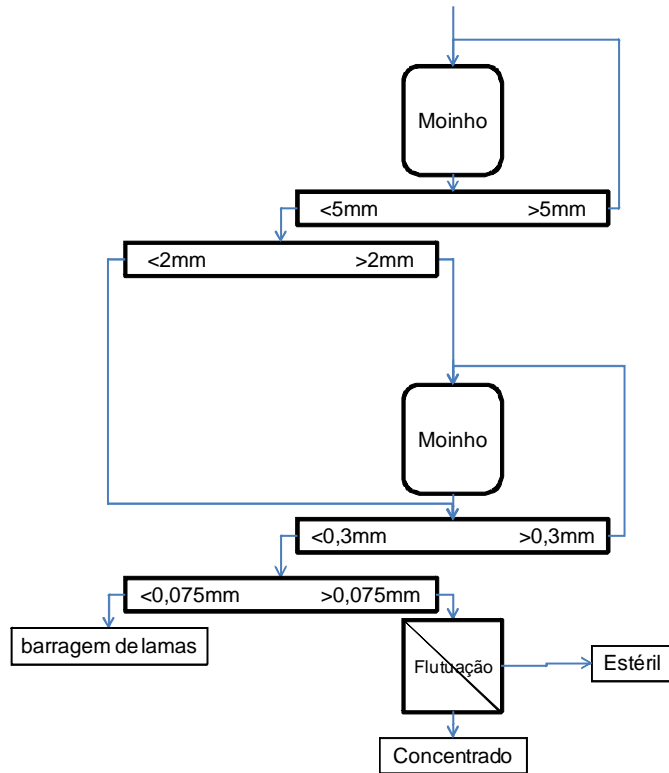 Moinho
<5mm >5mm
<2mm >2mm
Moinho
<0,3mm >0,3mm
<0,075mm >0,075mm
barragem de lamas
Flutuação
Estéril
Concentrado